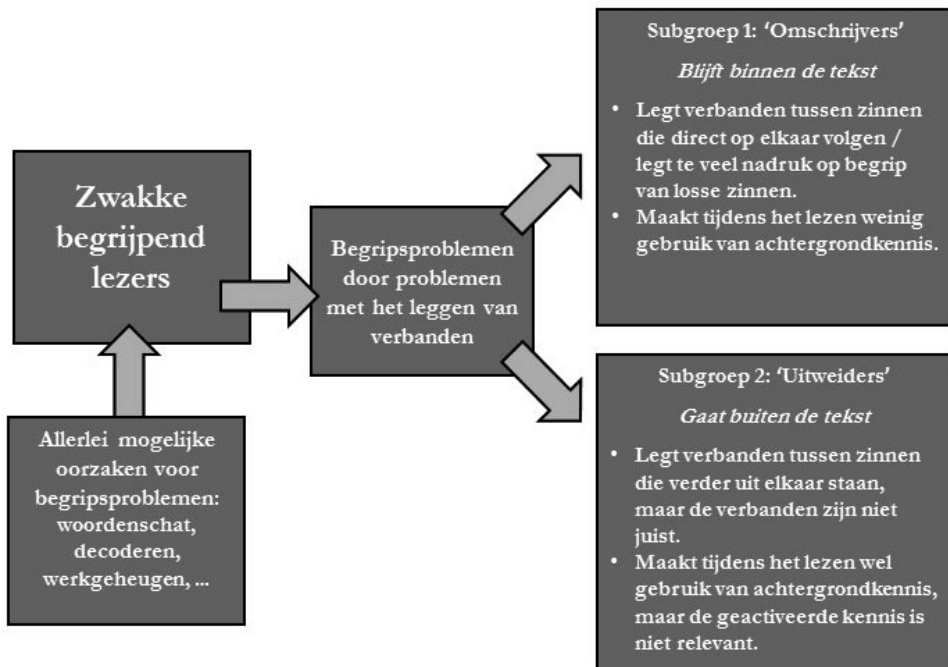 Zwakke
begrijpend
lezers
Allerlei mogelijke
oorzaken voor
begripsproblemen:
woordenschat,
decoderen,
werkgeheugen, ...
Begripsproblemen
door problemen
met het leggen van
verbanden
Subgroep 1: ‘Omschrijvers’
Blijft binnen de tekst
• Legt verbanden tussen zinnen
die direct op elkaar volgen /
legt te veel nadruk op begrip
van losse zinnen.
• Maakt tijdens het lezen weinig
gebruik van achtergrondkennis.
Subgroep 2: ‘Uitweiders’
Gaat buiten de tekst
• Legt verbanden tussen zinnen
die verder uit elkaar staan,
maar de verbanden zijn niet
juist.
• Maakt tijdens het lezen wel
gebruik van achtergrondkennis,
maar de geactiveerde kennis is
niet relevant.